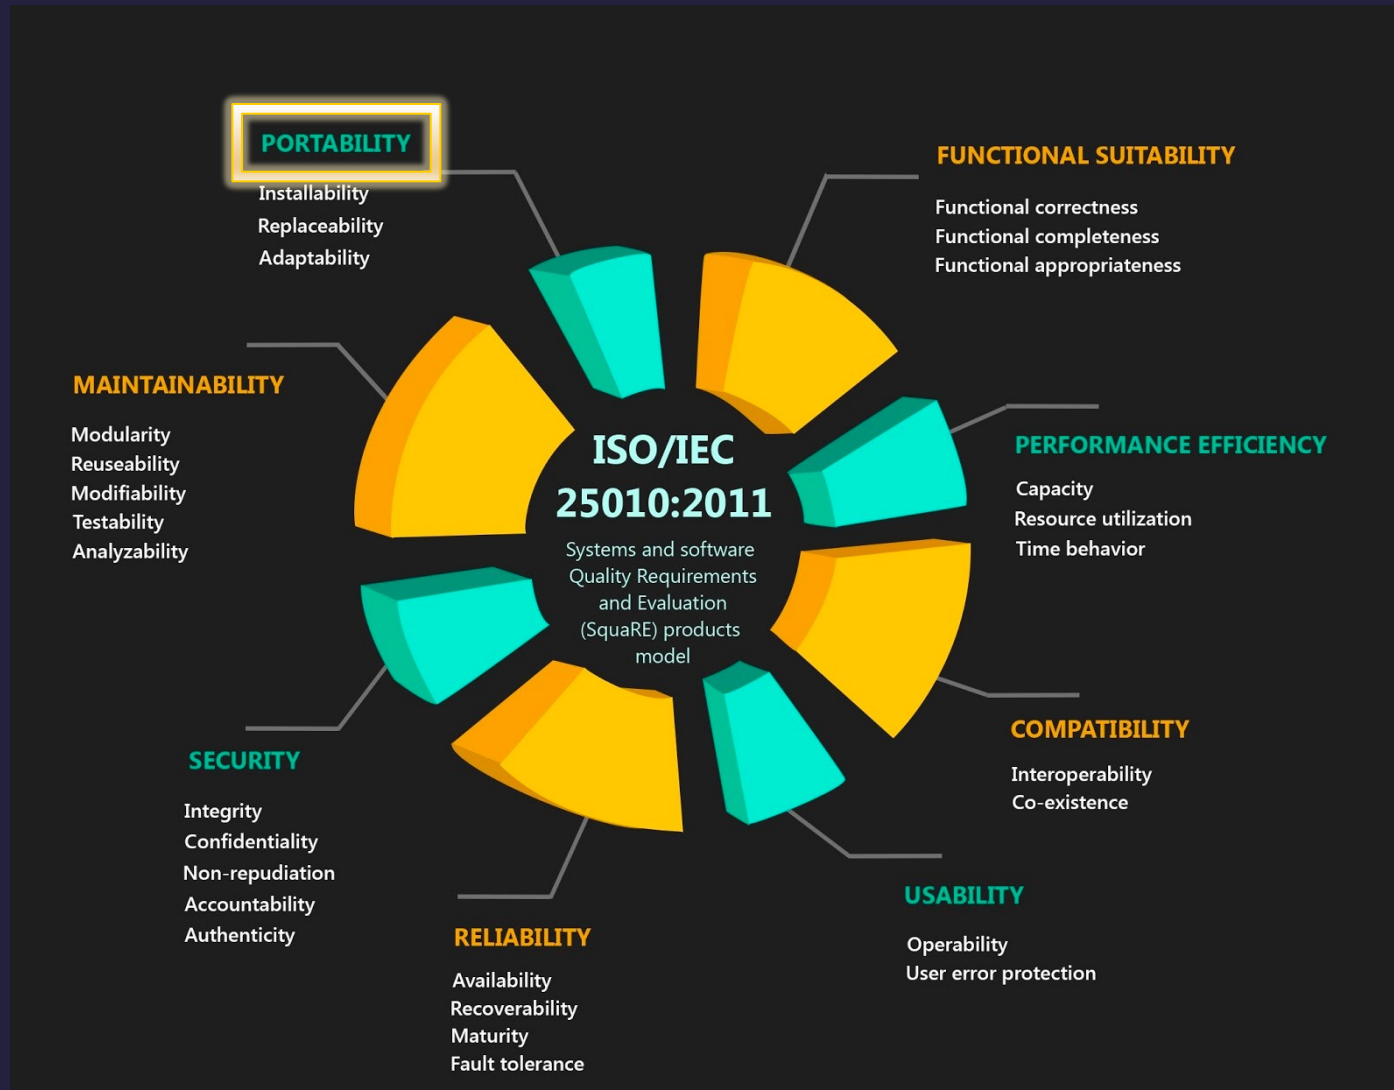 PORTABILITY
Installability
Replaceability
Adaptability
FUNCTIONAL SUITABILITY
Functional correctness
Functional completeness
Functional appropriateness
MAINTAINABILITY
Modularity
Reuseability
Modifiability
Testability
Analyzability
ISO/IEC
25010:2011
Systems and software
Quality Requirements
and Evaluation
(SquaRE) products
model
PERFORMANCE EFFICIENCY
Capacity
Resource utilization
Time behavior
SECURITY
Integrity
Confidentiality
Non-repudiation
Accountability
Authenticity
COMPATIBILITY
Interoperability
Co-existence
RELIABILITY
Availability
Recoverability
Maturity
Fault tolerance
USABILITY
Operability
User error protection